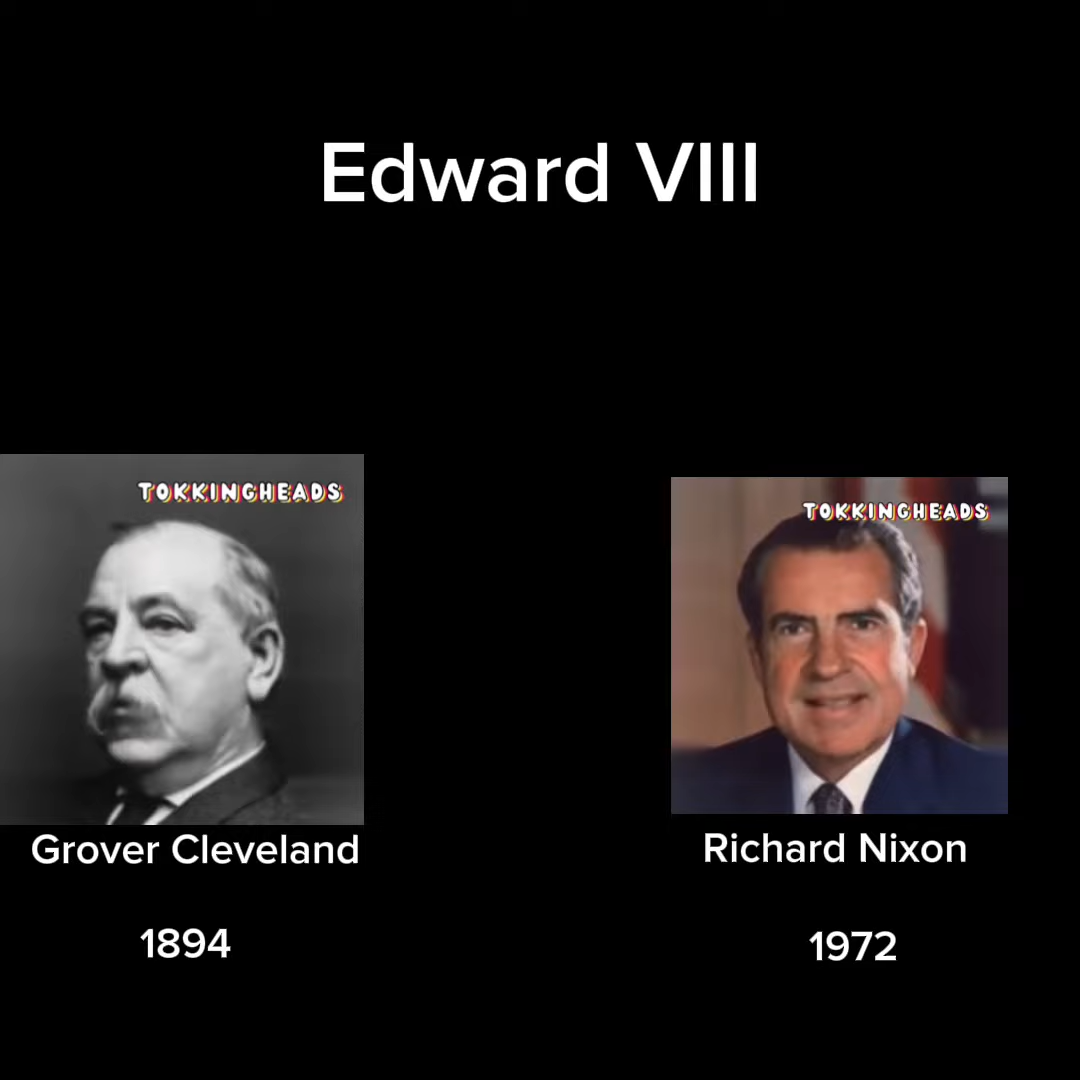 Edward VIII
TOKKINGHEADS
TOKKINGHEADS
Grover Cleveland
Richard Nixon
1894
1972